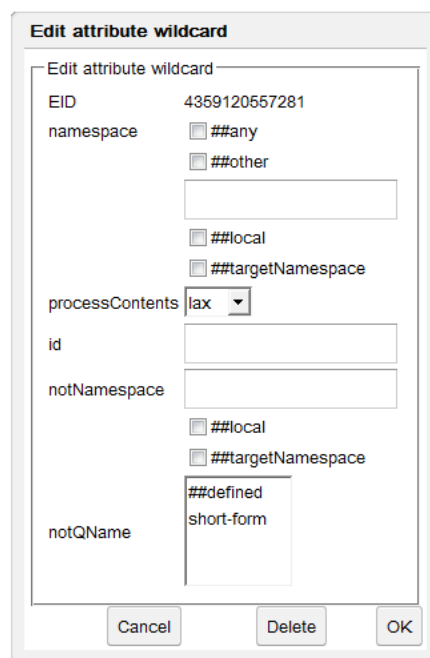 Edit attribute wildcard
Edit attribute wildcard
EID 4359120557281
namespace ##any
##other
##local
##targetNamespace
processContents lax
id
notNamespace
##local
##targetNamespace
##defined
short-form
notQName
Cancel Delete OK